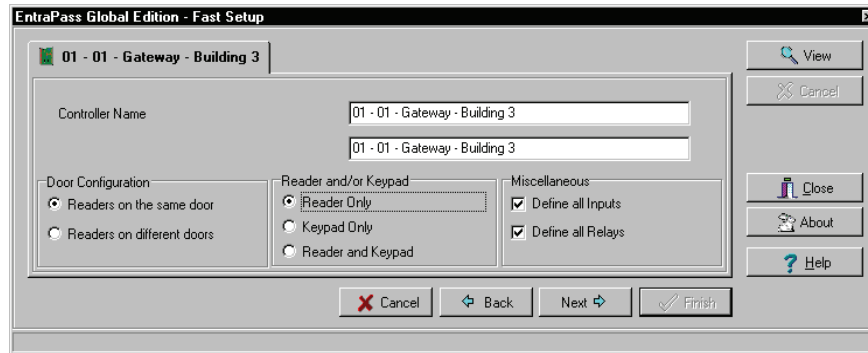 EntraPass Global Edition - Fast Setup
01 - 01 - Gateway - Building 3
View
Cancel
Controller Name
01 - 01 - Gateway - Building 3
01 - 01 - Gateway - Building 3
Door Configuration
Readers on the same door
Readers on different doors
Reader and/or Keypad
Reader Only
Keypad Only
Reader and Keypad
Miscellaneous
Define all Inputs
Define all Relays
Close
About
Help
Cancel
Back
Next
Finish